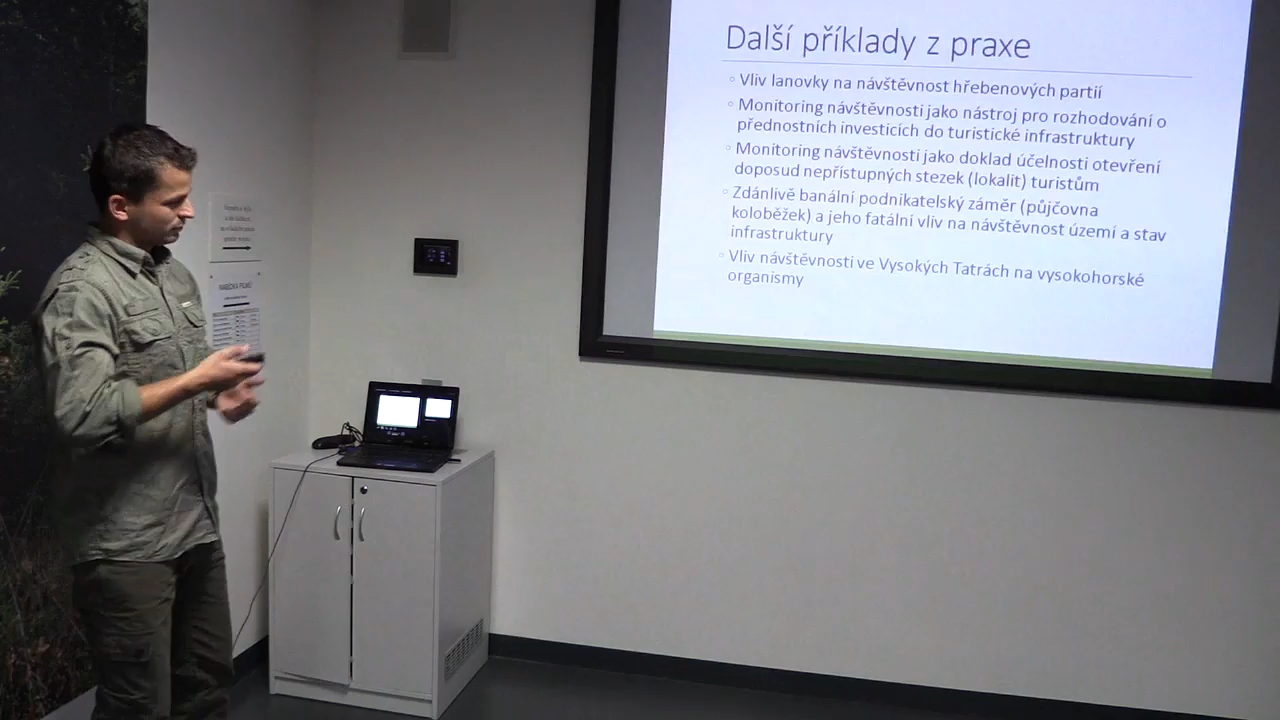 Další příklady z praxe
◦ Vliv lanovky na návštěvnost hřebenových partií
◦ Monitoring návštěvnosti jako nástroj pro rozhodování o
přednostních investicích do turistické infrastruktury
◦ Monitoring návštěvnosti jako doklad účelnosti otevření
doposud nepřístupných stezek (lokalit) turistům
◦ Zdánlivě banální podnikatelský záměr (půjčovna
koloběžek) a jeho fatální vliv na návštěvnost území a stav
infrastruktury
◦ Vliv návštěvnosti ve Vysokých Tatrách na vysokohorské
organismy
NABÍDKA FILMŮ